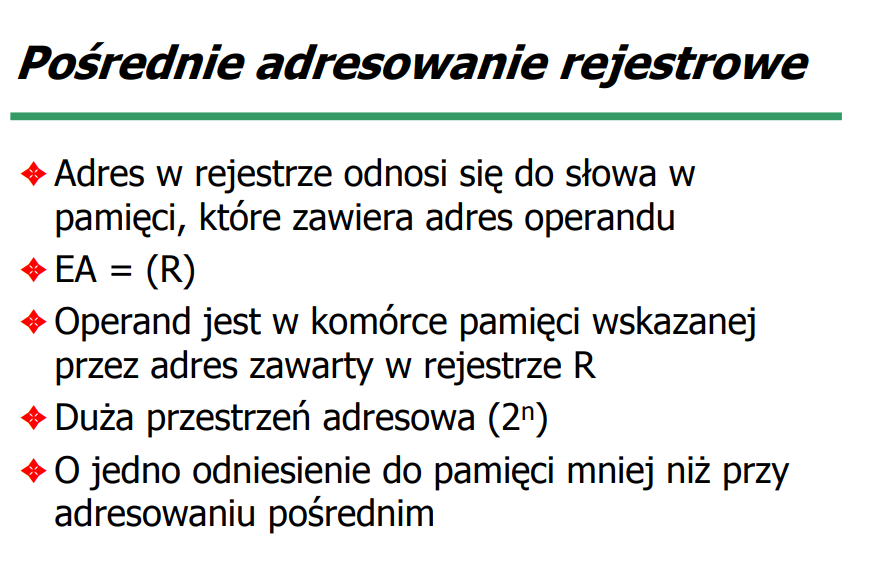 Pośrednie adresowanie rejestrowe
❖ Adres w rejestrze odnosi się do słowa w
pamięci, które zawiera adres operandu
❖ EA = (R)
❖ Operand jest w komórce pamięci wskazanej
przez adres zawarty w rejestrze R
❖ Duża przestrzeń adresowa (2ⁿ)
❖ O jedno odniesienie do pamięci mniej niż przy
adresowaniu pośrednim